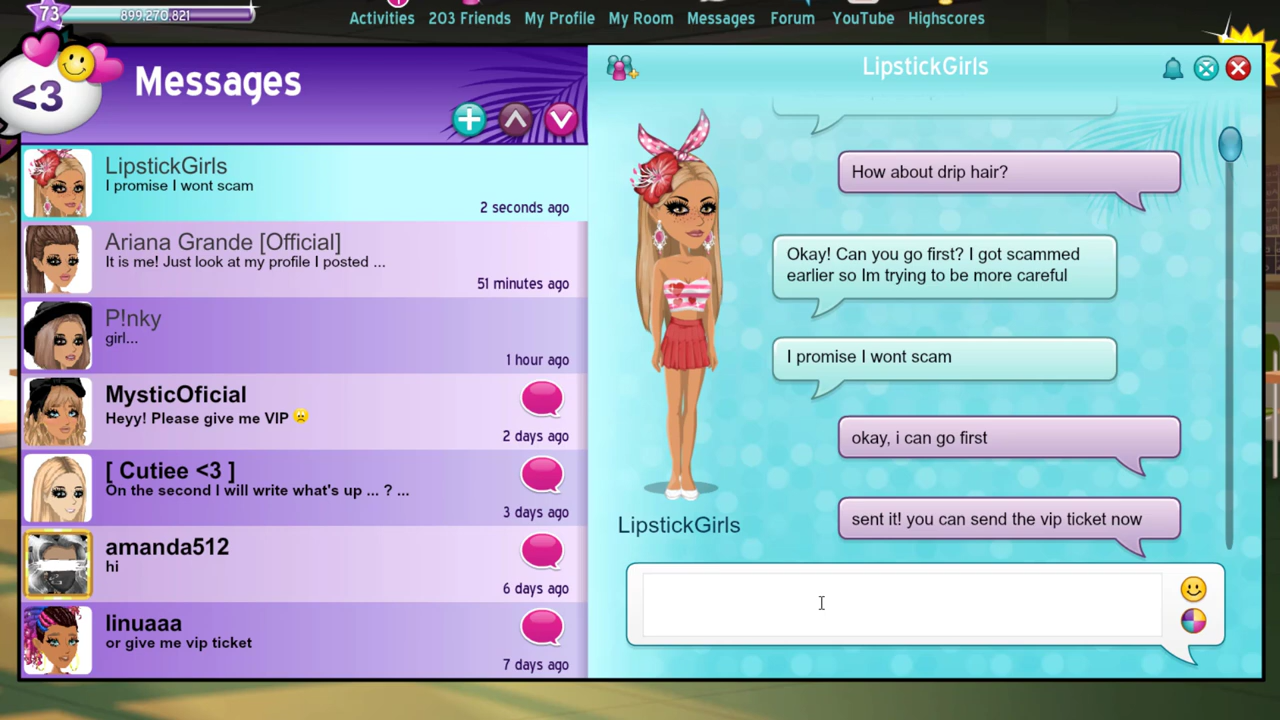 73
899.270.821
Activities
203 Friends
My Profile
My Room
Messages
Forum
YouTube
Highscores
<3
Messages
LipstickGirls
I promise I wont scam
2 seconds ago
Ariana Grande [Official]
It is me! Just look at my profile I posted ...
51 minutes ago
P!nky
girl...
1 hour ago
MysticOficial
Heyy! Please give me VIP
2 days ago
[ Cutiee <3 ]
On the second I will write what's up ... ? ...
3 days ago
amanda512
hi
6 days ago
linuaaa
or give me vip ticket
7 days ago
LipstickGirls
How about drip hair?
Okay! Can you go first? I got scammed
earlier so Im trying to be more careful
I promise I wont scam
okay, i can go first
sent it! you can send the vip ticket now
LipstickGirls